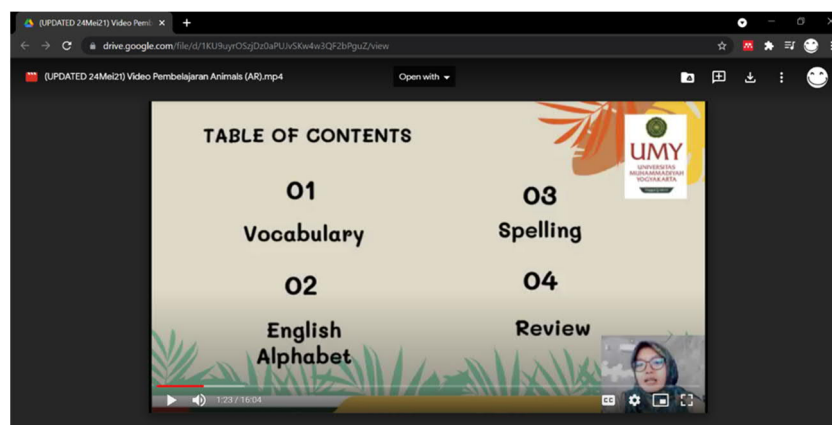 (UPDATED 24Mei21) Video Pemb
drive.google.com/file/d/1KU9uyrOSzjDz0aPUJvSKw4w3QF2bPguZ/view
(UPDATED 24Mei21) Video Pembelajaran Animals (AR).mp4
Open with
TABLE OF CONTENTS
UMY
UNIVERSITAS
MUHAMMADIYAH
YOGYAKARTA
01
Vocabulary
03
Spelling
02
English
Alphabet
04
Review
1:23 / 16:04
CC